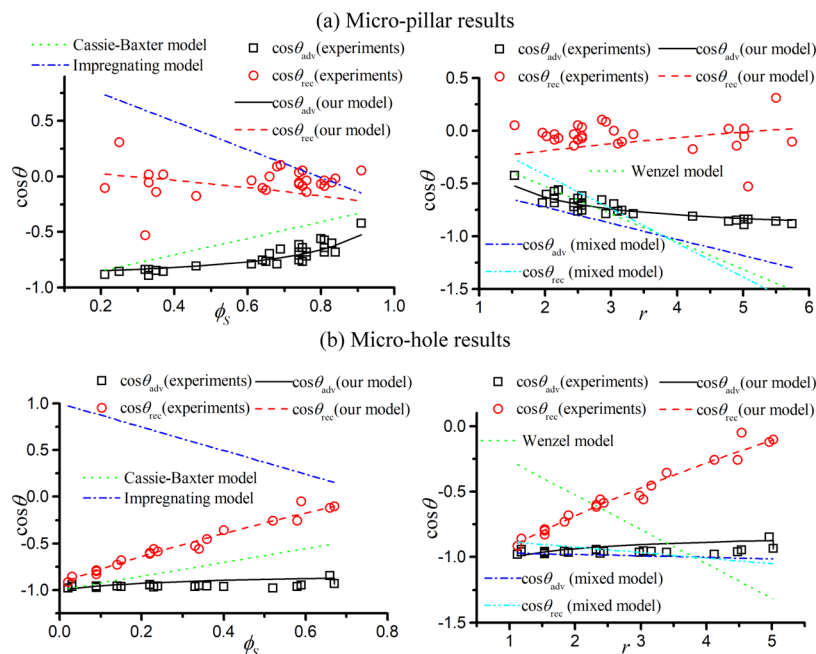 (a) Micro-pillar results
Cassie-Baxter model
Impregnating model
cosθadv(experiments)
cosθrec(experiments)
cosθadv(our model)
cosθrec(our model)
cosθ
0.5
0.0
-0.5
-1.0
0.2 0.4 0.6 0.8 1.0
ϕS
cosθadv(experiments) cosθadv(our model)
cosθrec(experiments) cosθrec(our model)
Wenzel model
cosθadv (mixed model)
cosθrec (mixed model)
cosθ
0.5
0.0
-0.5
-1.0
-1.5
1 2 3 4 5 6
r
(b) Micro-hole results
cosθadv(experiments) cosθadv(our model)
cosθrec(experiments) cosθrec(our model)
Cassie-Baxter model
Impregnating model
cosθ
1.0
0.5
0.0
-0.5
-1.0
0.0 0.2 0.4 0.6 0.8
ϕS
cosθadv(experiments) cosθadv(our model)
cosθrec(experiments) cosθrec(our model)
Wenzel model
cosθadv (mixed model)
cosθrec (mixed model)
cosθ
0.0
-0.5
-1.0
-1.5
1 2 3 4 5
r